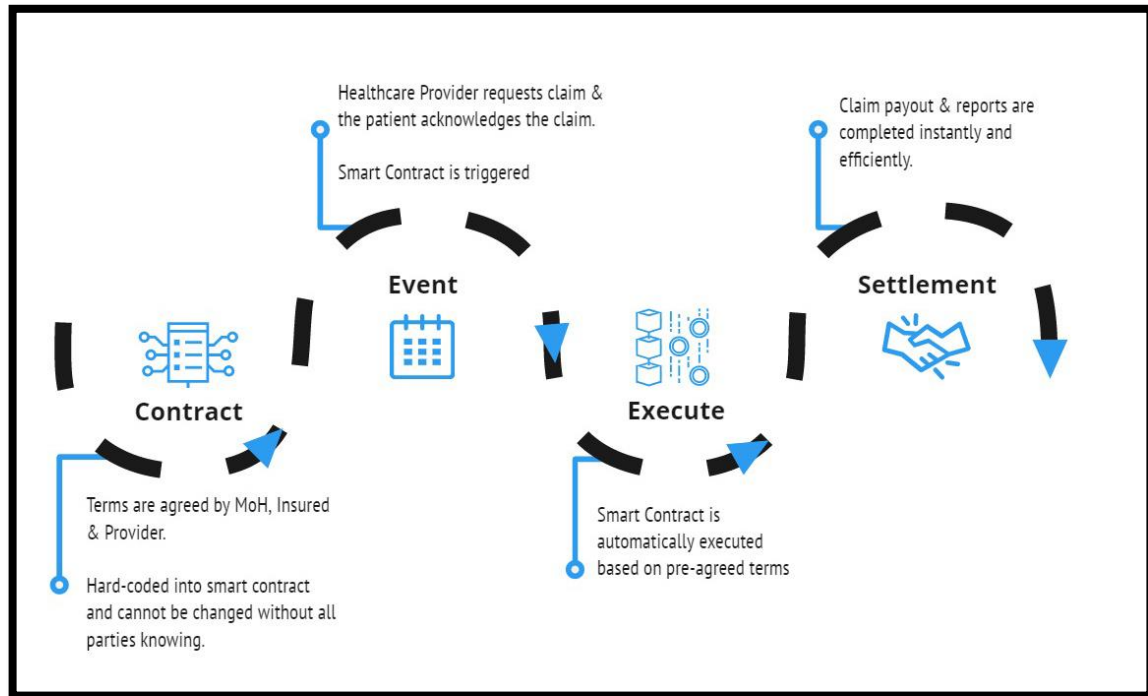 Contract
Terms are agreed by MoH, Insured
& Provider.
Hard-coded into smart contract
and cannot be changed without all
parties knowing.
Healthcare Provider requests claim &
the patient acknowledges the claim.
Smart Contract is triggered
Event
Execute
Smart Contract is
automatically executed
based on pre-agreed terms
Claim payout & reports are
completed instantly and
efficiently.
Settlement